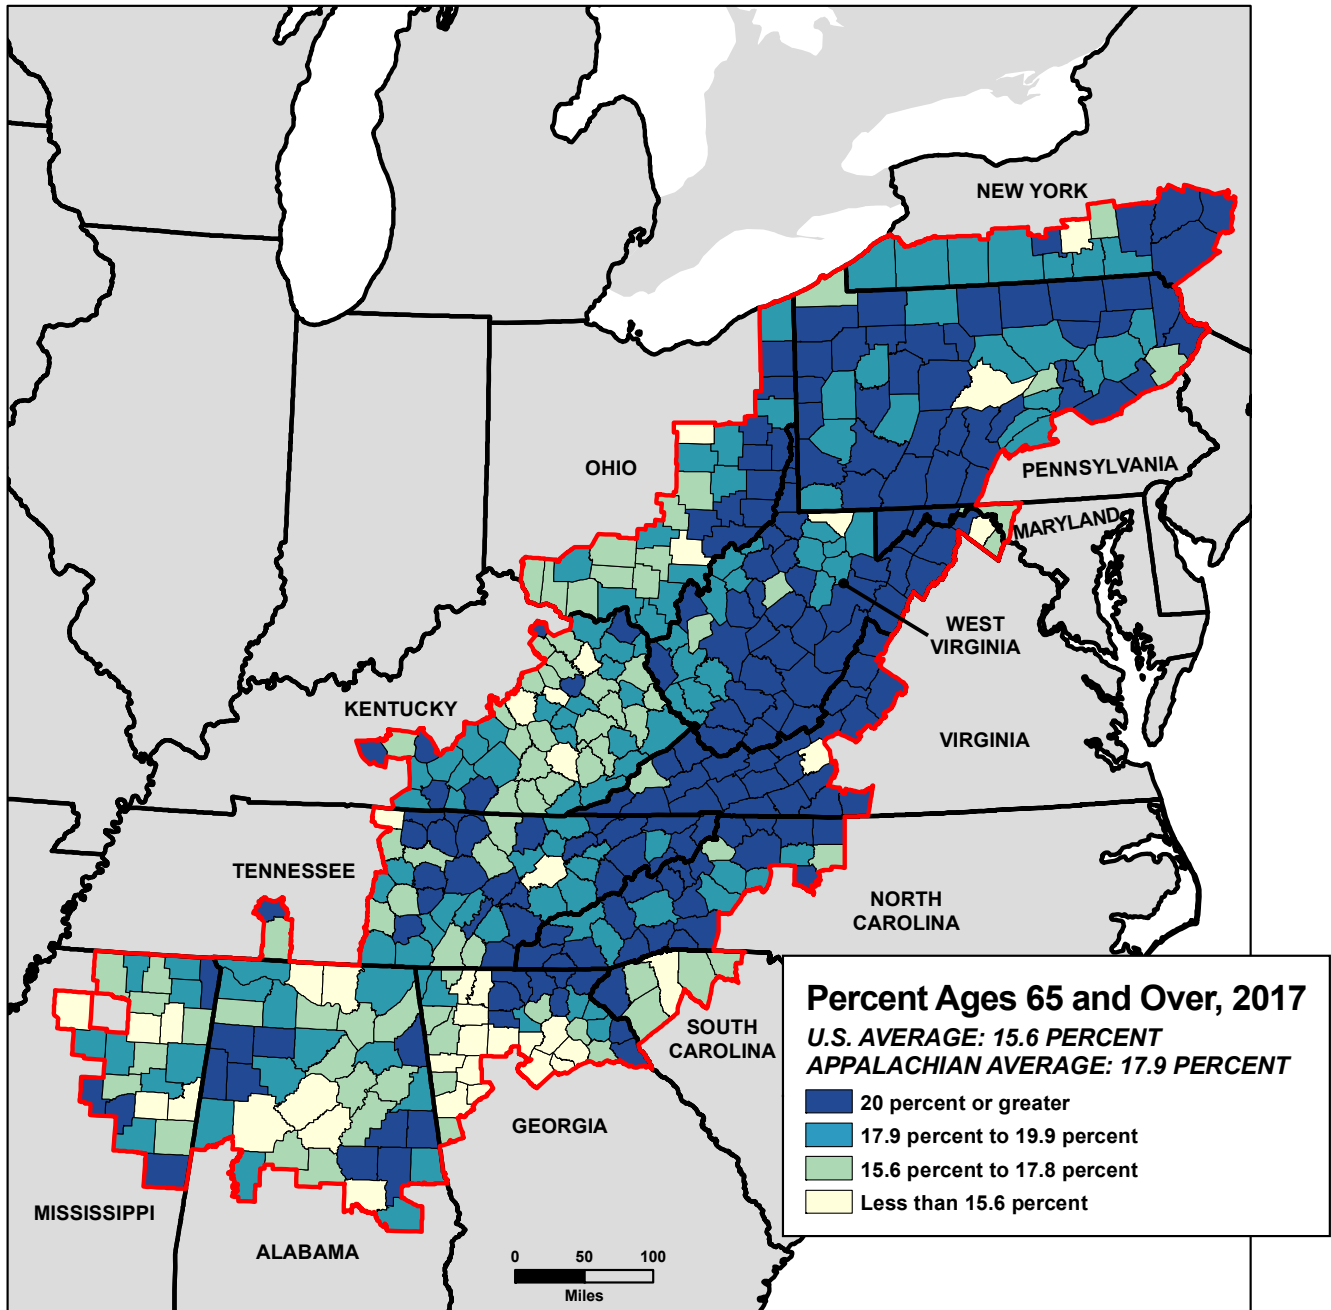 NEW YORK
OHIO
PENNSYLVANIA
MARYLAND
WEST
VIRGINIA
KENTUCKY
VIRGINIA
TENNESSEE
NORTH
CAROLINA
SOUTH
CAROLINA
GEORGIA
MISSISSIPPI
ALABAMA
Percent Ages 65 and Over, 2017
U.S. AVERAGE: 15.6 PERCENT
APPALACHIAN AVERAGE: 17.9 PERCENT
20 percent or greater
17.9 percent to 19.9 percent
15.6 percent to 17.8 percent
Less than 15.6 percent
0 50 100
Miles